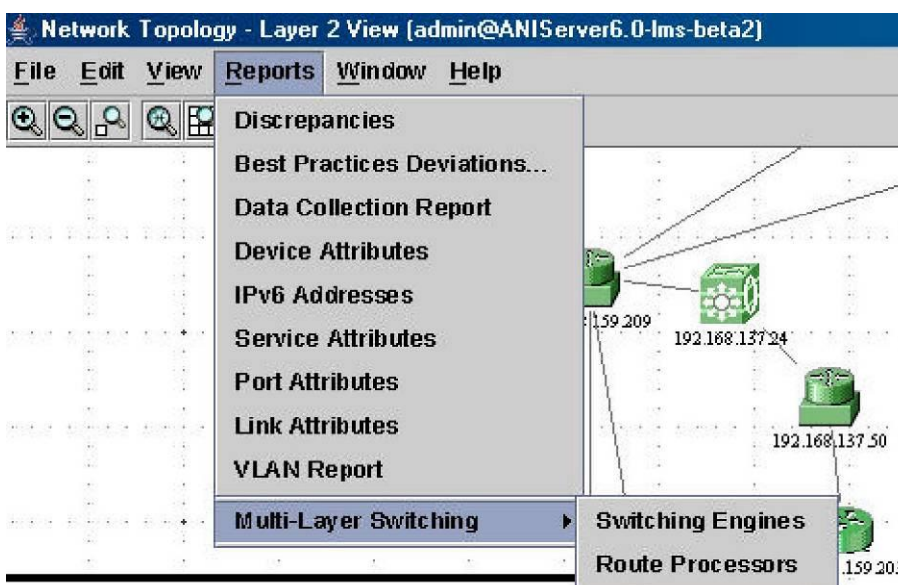 Network Topology - Layer 2 View (admin@ANIServer6.0-lms-beta2)
File Edit View Reports Window Help
Discrepancies
Best Practices Deviations...
Data Collection Report
Device Attributes
IPv6 Addresses
Service Attributes
Port Attributes
Link Attributes
VLAN Report
Multi-Layer Switching
Switching Engines
Route Processors
159.209
192.168.137.24
192.168.137.50
.159.203